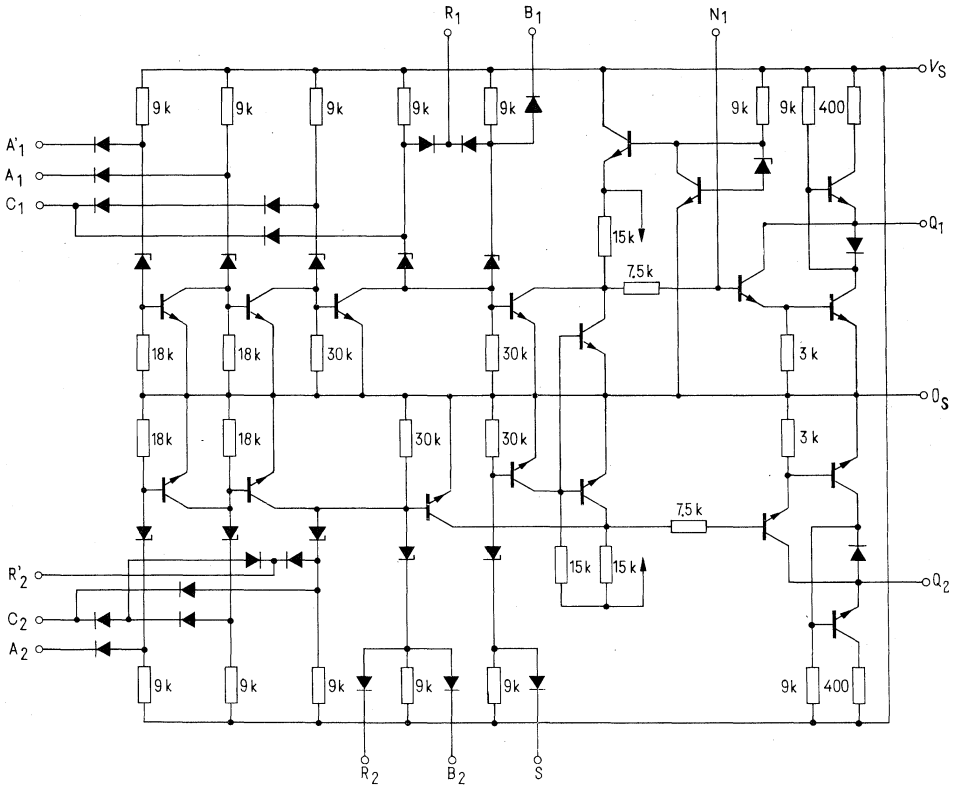 R1 B1 N1
VS
9k 9k 9k 9k 9k 9k 9k 400
A'1
A1
C1
15k
Q1
7.5k
18k 18k 30k 30k 3k
0S
18k 18k 30k 30k 3k
7.5k
15k 15k
R'2
Q2
C2
A2
9k 9k 9k 9k 9k 9k 400
R2 B2 S